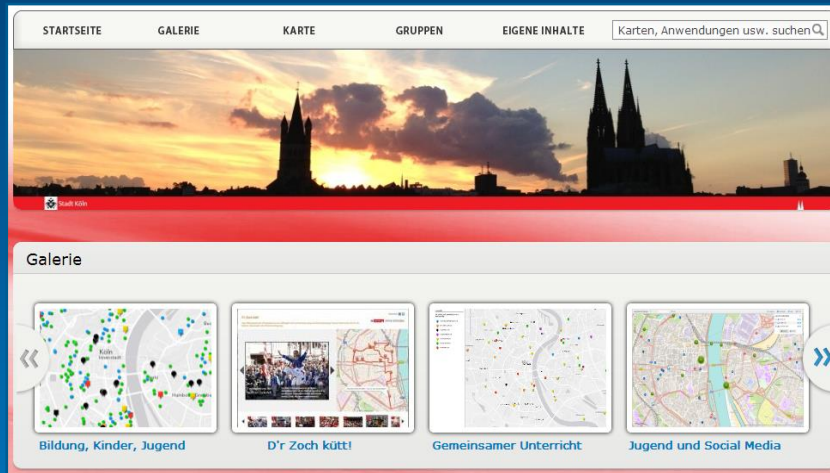 STARTSEITE GALERIE KARTE GRUPPEN EIGENE INHALTE Karten, Anwendungen usw. suchen
Stadt Köln
Galerie
Köln
Bildung, Kinder, Jugend D'r Zoch kütt! Gemeinsamer Unterricht Jugend und Social Media